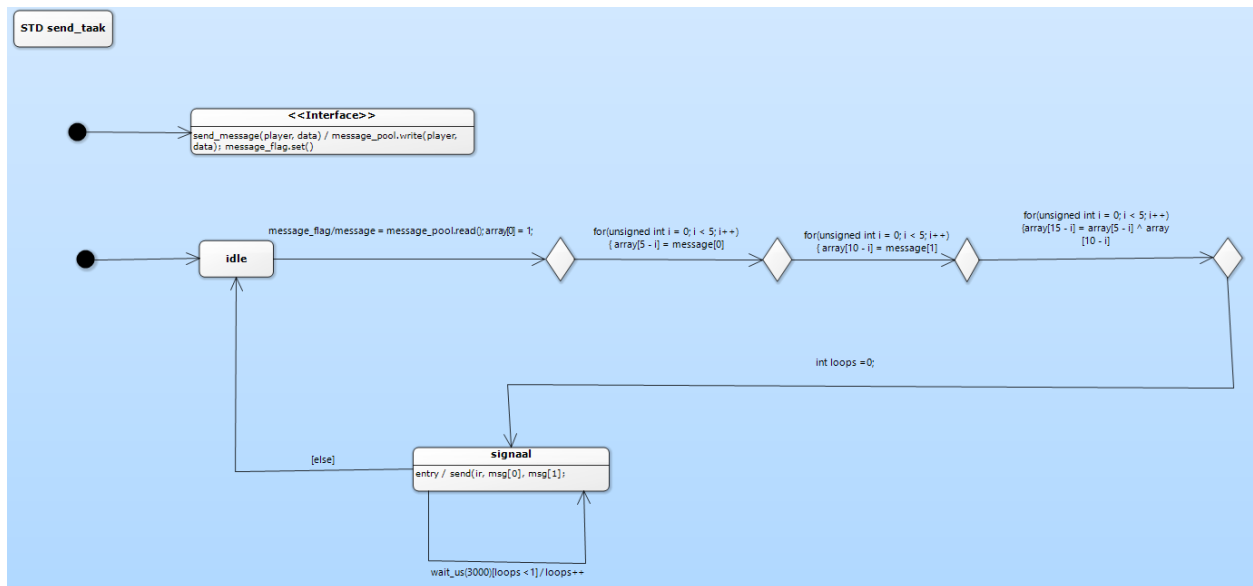 STD send_taak
<<Interface>>
send_message(player, data) / message_pool.write(player,
data); message_flag.set()
idle
message_flag/message = message_pool.read(); array[0] = 1;
for(unsigned int i = 0; i < 5; i++)
{ array[5 - i] = message[0]
for(unsigned int i = 0; i < 5; i++)
{ array[10 - i] = message[1]
for(unsigned int i = 0; i < 5; i++)
{array[15 - i] = array[5 - i] ^ array
[10 - i]
int loops =0;
[else]
signaal
entry / send(ir, msg[0], msg[1];
wait_us(3000)[loops <1] / loops++